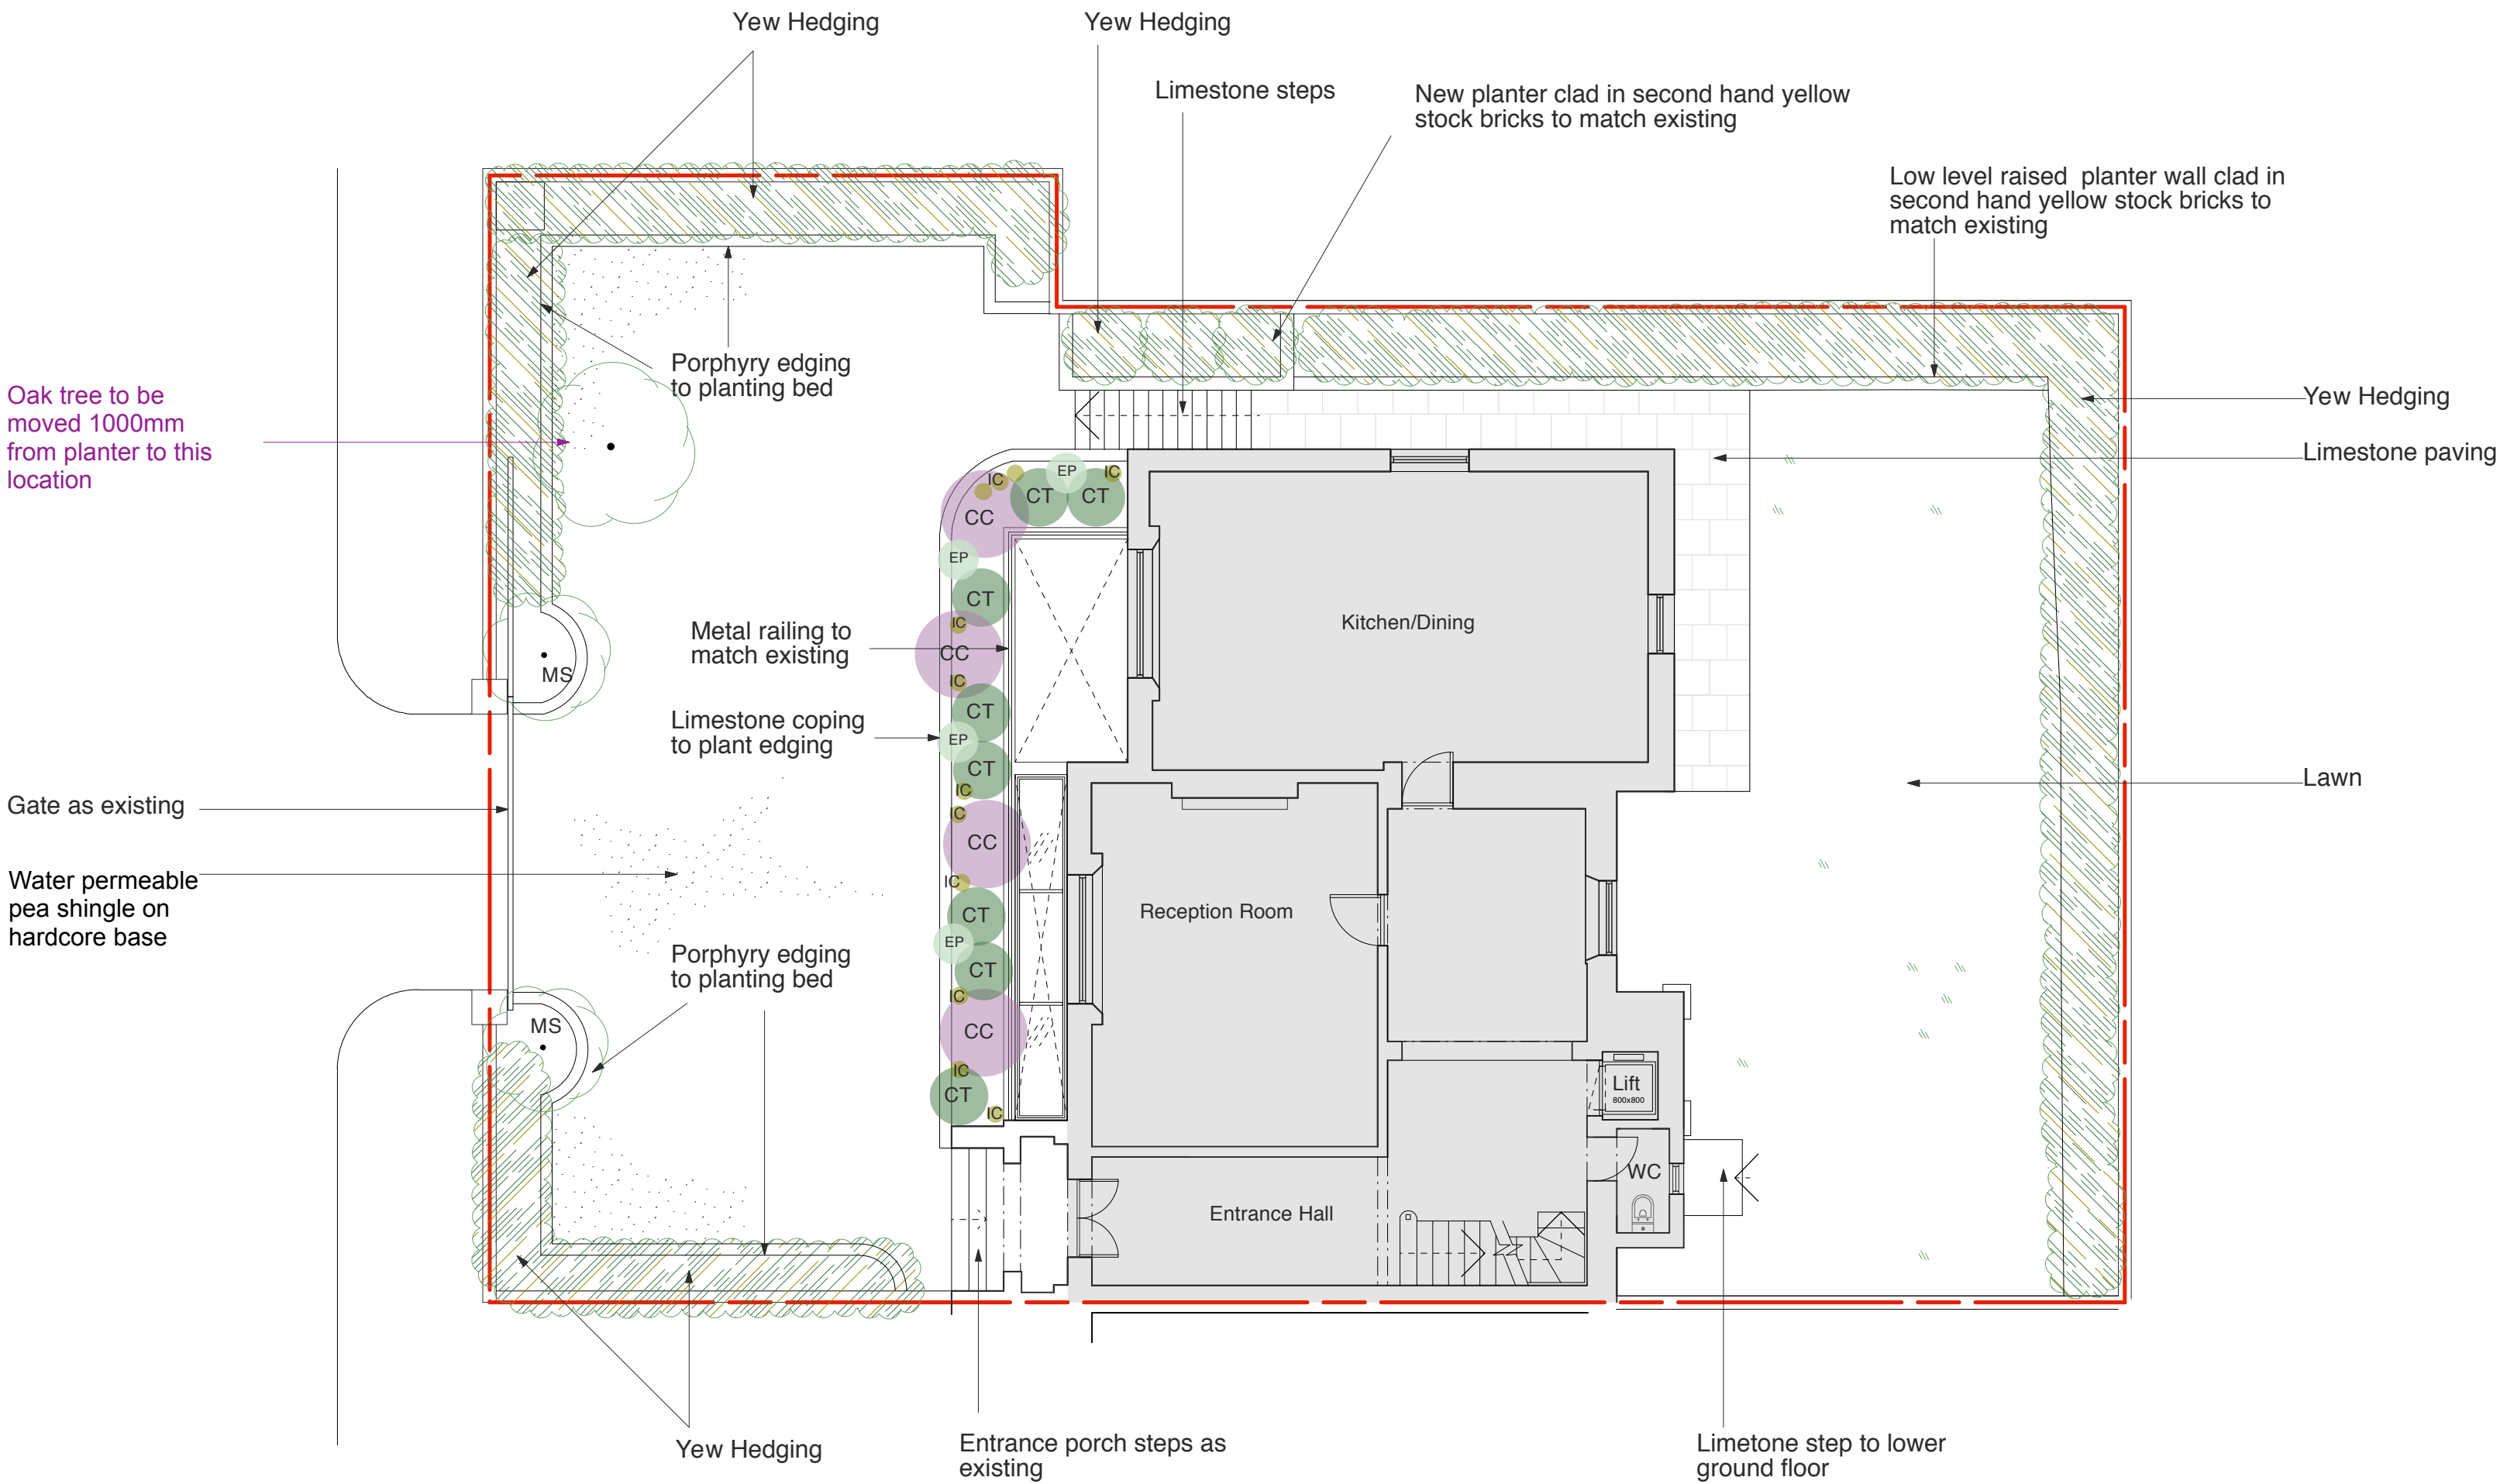 Yew Hedging
Yew Hedging
Limestone steps
New planter clad in second hand yellow
stock bricks to match existing
Low level raised  planter wall clad in
second hand yellow stock bricks to
match existing
Porphyry edging
to planting bed
Oak tree to be
moved 1000mm
from planter to this
location
Yew Hedging
Limestone paving
EP
IC
IC
CT
CT
CC
EP
CT
IC
CC
IC
CT
EP
CT
IC
IC
CC
IC
CT
EP
CT
IC
CC
IC
CT
IC
Kitchen/Dining
Metal railing to
match existing
MS
Limestone coping
to plant edging
Lawn
Gate as existing
Water permeable
pea shingle on
hardcore base
Reception Room
Porphyry edging
to planting bed
MS
Lift
800x800
WC
Entrance Hall
Yew Hedging
Entrance porch steps as
existing
Limetone step to lower
ground floor